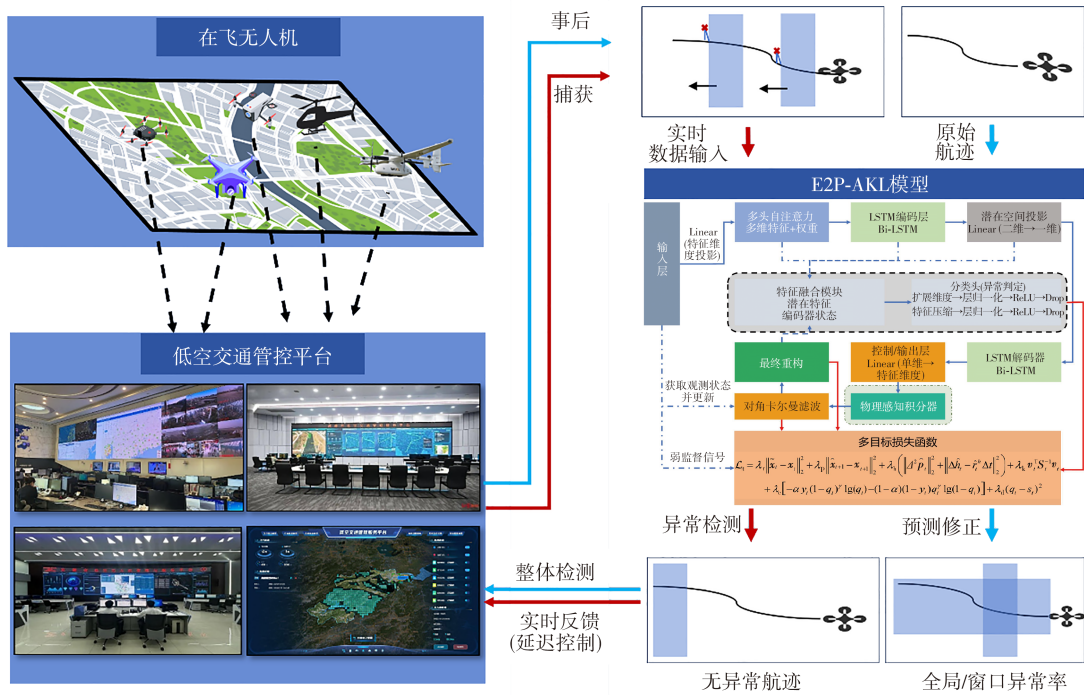 在飞无人机
低空交通管控平台
低空交通管控服务平台
事后
捕获
实时
数据输入
原始
航迹
E2P-AKL模型
输入层
Linear
(特征维
度投影)
多头自注意力
多维特征+权重
LSTM编码层
Bi-LSTM
潜在空间投影
Linear(二维→一维)
特征融合模块
潜在特征
编码器状态
分类头(异常判定)
扩展维度→层归一化→ReLU→Drop
特征压缩→层归一化→ReLU→Drop
最终重构
控制/输出层
Linear(单维→
特征维度)
LSTM解码器
Bi-LSTM
获取观测状态
并更新
对角卡尔曼滤波
物理感知积分器
弱监督信号
多目标损失函数
异常检测
预测修正
整体检测
实时反馈
(延迟控制)
无异常航迹
全局/窗口异常率